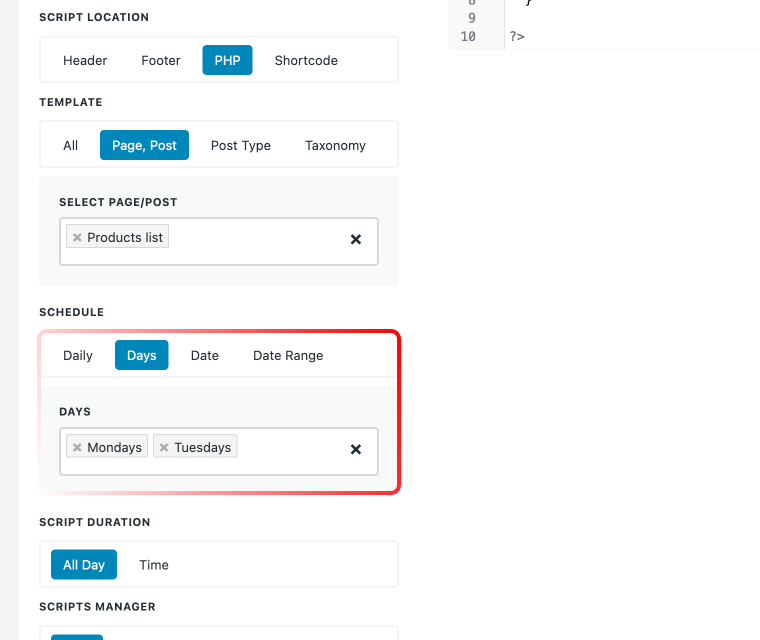 SCRIPT LOCATION
Header Footer PHP Shortcode
TEMPLATE
All Page, Post Post Type Taxonomy
SELECT PAGE/POST
× Products list ×
SCHEDULE
Daily Days Date Date Range
DAYS
× Mondays × Tuesdays ×
SCRIPT DURATION
All Day Time
SCRIPTS MANAGER
8 }
9
10 ?>